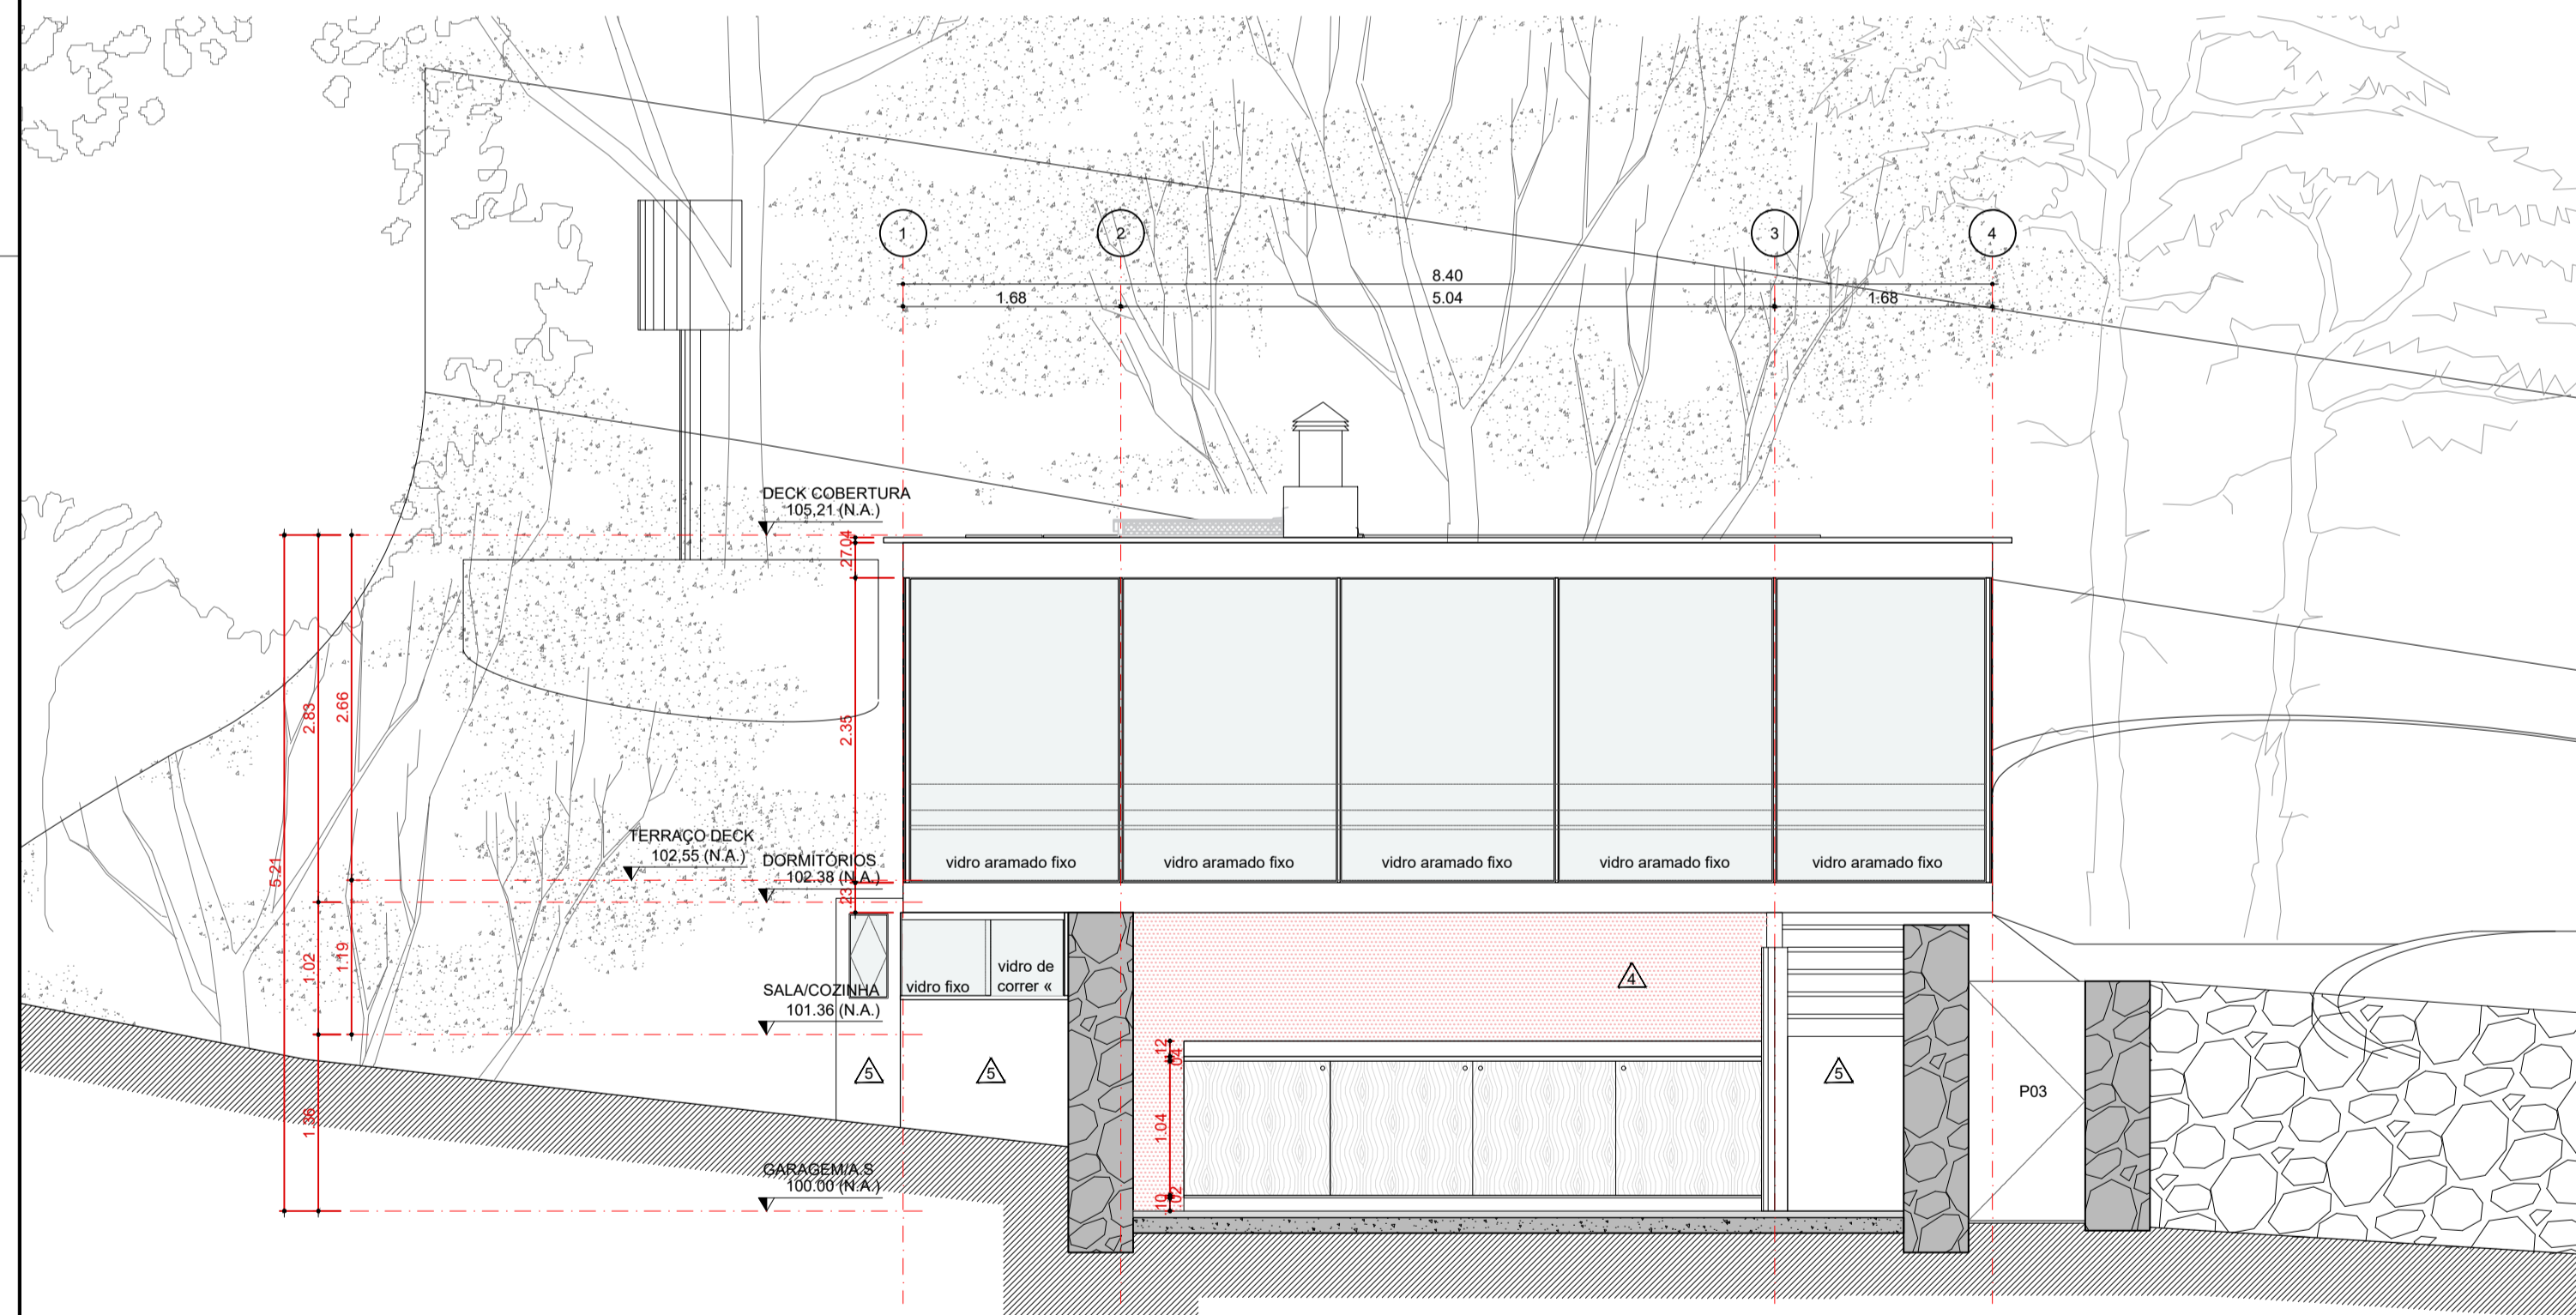 1
2
3
4
8.40
1.68
5.04
1.68
DECK COBERTURA
105,21 (N.A.)
.04
.27
2.83
2.66
2.35
TERRAÇO DECK
102,55 (N.A.)
DORMITÓRIOS
102.38 (N.A.)
vidro aramado fixo
vidro aramado fixo
vidro aramado fixo
vidro aramado fixo
vidro aramado fixo
5.21
.23
1.02
1.19
vidro fixo
vidro de
correr «
4
SALA/COZINHA
101.36 (N.A.)
12
.04
5
5
5
P03
1.36
1.04
GARAGEM/A.S
100.00 (N.A.)
10
.02